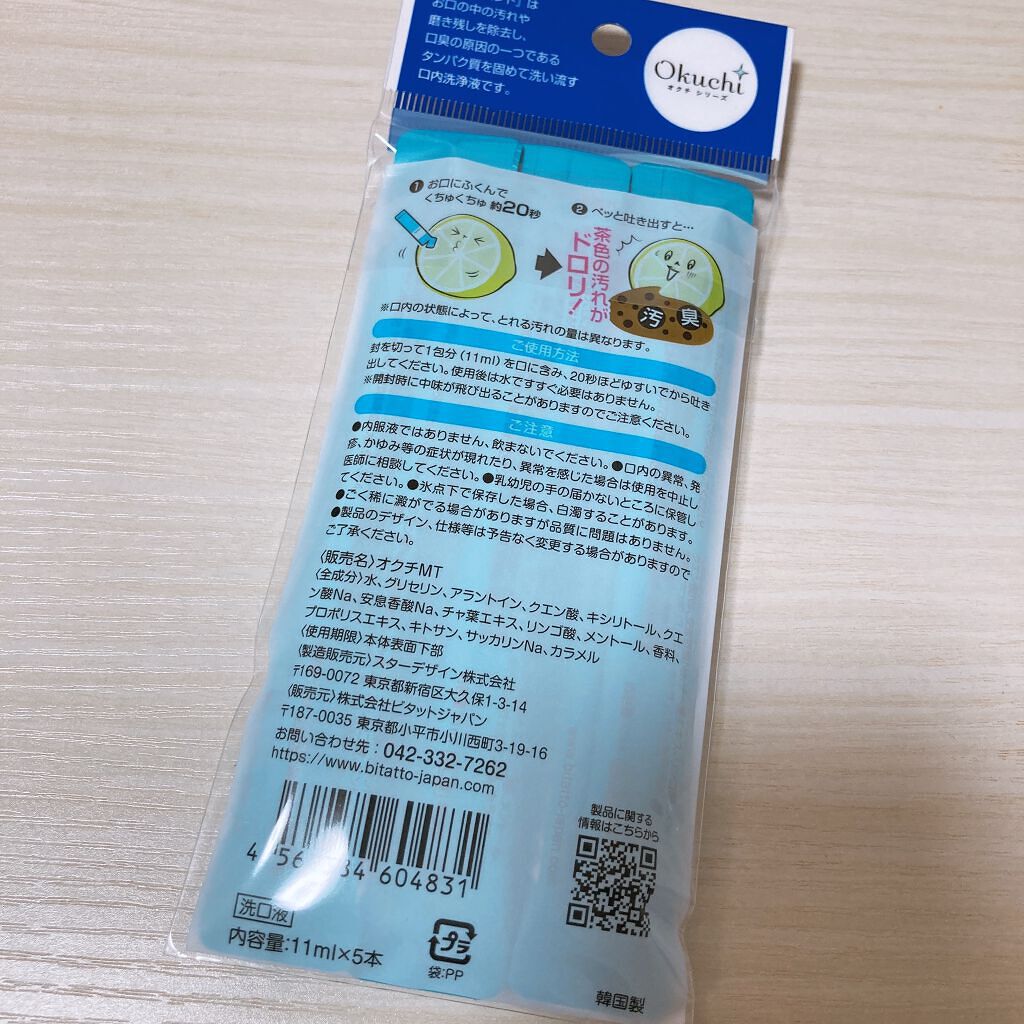 お口の中の汚れや
磨き残しを除去し、
口臭の原因の一つである
タンパク質を固めて洗い流す
口内洗浄液です。
Okuchi
オクチ シリーズ
❶ お口にふくんで
くちゅくちゅ 約20秒
❷ ペッと吐き出すと…
茶色の汚れが
ドロリ!
汚 臭
※口内の状態によって、とれる汚れの量は異なります。
ご使用方法
封を切って1包分(11ml)を口に含み、20秒ほどゆすいでから吐き
出してください。使用後は水ですすぐ必要はありません。
※開封時に中味が飛び出ることがありますのでご注意ください。
ご注意
●内服液ではありません、飲まないでください。●口内の異常、発
疹、かゆみ等の症状が現れたり、異常を感じた場合は使用を中止し
医師に相談してください。●乳幼児の手の届かないところに保管し
てください。●氷点下で保存した場合、白濁することがあります。
●ごく稀に澱がでる場合がありますが品質に問題はありません。
●製品のデザイン、仕様等は予告なく変更する場合がありますので
ご了承ください。
〈販売名〉オクチMT
〈全成分〉水、グリセリン、アラントイン、クエン酸、キシリトール、クエ
ン酸Na、安息香酸Na、チャ葉エキス、リンゴ酸、メントール、香料、
プロポリスエキス、キトサン、サッカリンNa、カラメル
〈使用期限〉本体表面下部
〈製造販売元〉スターデザイン株式会社
〒169-0072 東京都新宿区大久保1-3-14
〈販売元〉株式会社ビタットジャパン
〒187-0035 東京都小平市小川西町3-19-16
お問い合わせ先:042-332-7262
https://www.bitatto-japan.com
製品に関する
情報はこちらから
604831
洗口液
内容量:11ml×5本
プラ
袋:PP
韓国製